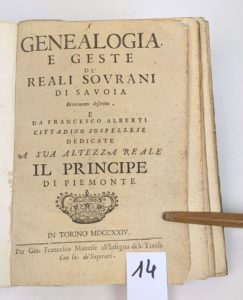 GENEALOGIA,
E GESTE
DE'
REALI SOVRANI
DI SAVOIA
Brevemente descritte,
E
DA FRANCESCO ALBERTI
CITTADINO SOSPELLESE
DEDICATE
A SUA ALTEZZA REALE
IL PRINCIPE
DI PIEMONTE
IN TORINO MDCCXXIV.
Per Gio. Francesco Mairesse all'Insegna di S. Teresa
Con lic. de' Superiori.
14